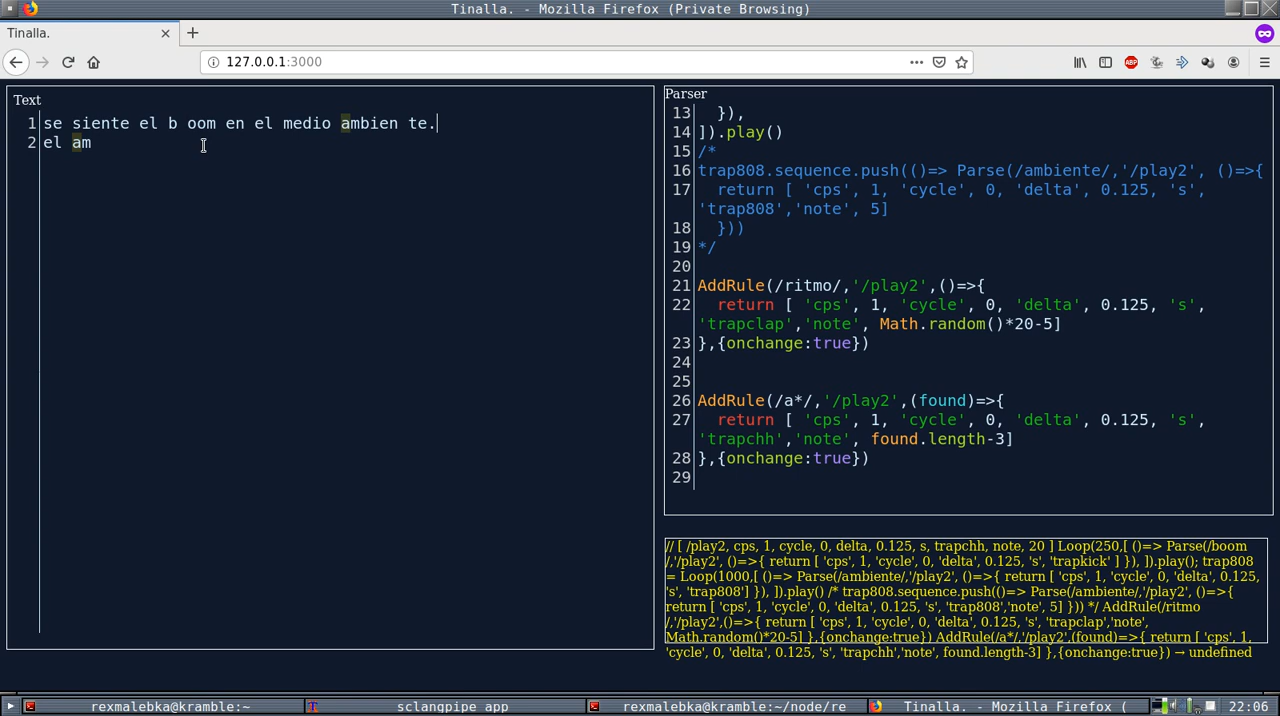 Tinalla. - Mozilla Firefox (Private Browsing)
Tinalla.
127.0.0.1:3000
ABP
Text
1 se siente el b oom en el medio ambien te.
2 el am
Parser
13   }),
14 ]).play()
15 /*
16 trap808.sequence.push(()=> Parse(/ambiente/,'/play2', ()=>{
17   return [ 'cps', 1, 'cycle', 0, 'delta', 0.125, 's',
'trap808','note', 5]
18   }))
19 */
20
21 AddRule(/ritmo/,'/play2',()=>{
22   return [ 'cps', 1, 'cycle', 0, 'delta', 0.125, 's',
'trapclap','note', Math.random()*20-5]
23 },{onchange:true})
24
25
26 AddRule(/a*/,'/play2',(found)=>{
27   return [ 'cps', 1, 'cycle', 0, 'delta', 0.125, 's',
'trapchh','note', found.length-3]
28 },{onchange:true})
29
// [ /play2, cps, 1, cycle, 0, delta, 0.125, s, trapchh, note, 20 ] Loop(250,[ ()=> Parse(/boom
/,'/play2', ()=>{ return [ 'cps', 1, 'cycle', 0, 'delta', 0.125, 's', 'trapkick' ] }), ]).play(); trap808
= Loop(1000,[ ()=> Parse(/ambiente/,'/play2', ()=>{ return [ 'cps', 1, 'cycle', 0, 'delta', 0.125,
's', 'trap808'] }), ]).play() /* trap808.sequence.push(()=> Parse(/ambiente/,'/play2', ()=>{
return [ 'cps', 1, 'cycle', 0, 'delta', 0.125, 's', 'trap808','note', 5] })) */ AddRule(/ritmo
/,'/play2',()=>{ return [ 'cps', 1, 'cycle', 0, 'delta', 0.125, 's', 'trapclap','note',
Math.random()*20-5] },{onchange:true}) AddRule(/a*/,'/play2',(found)=>{ return [ 'cps', 1,
'cycle', 0, 'delta', 0.125, 's', 'trapchh','note', found.length-3] },{onchange:true}) → undefined
rexmalebka@kramble:~
sclangpipe_app
rexmalebka@kramble:~/node/re
Tinalla. - Mozilla Firefox (
22:06